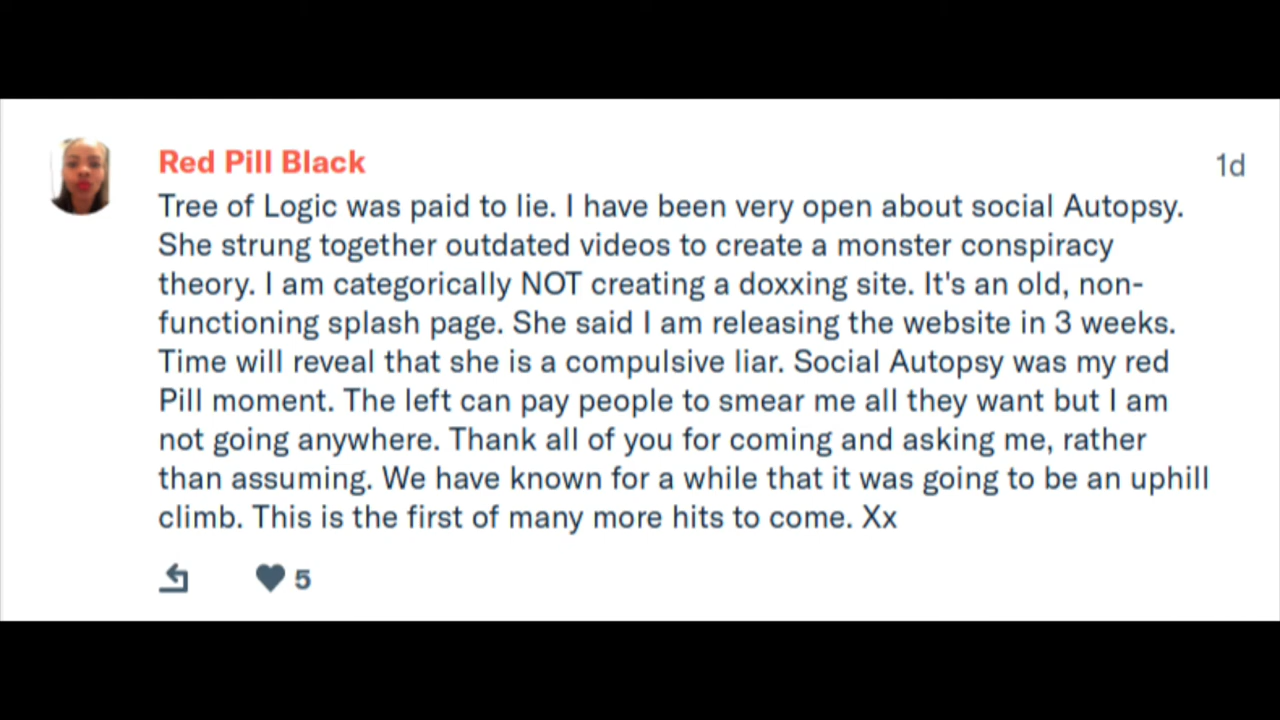 Red Pill Black
1d
Tree of Logic was paid to lie. I have been very open about social Autopsy.
She strung together outdated videos to create a monster conspiracy
theory. I am categorically NOT creating a doxxing site. It's an old, non-
functioning splash page. She said I am releasing the website in 3 weeks.
Time will reveal that she is a compulsive liar. Social Autopsy was my red
Pill moment. The left can pay people to smear me all they want but I am
not going anywhere. Thank all of you for coming and asking me, rather
than assuming. We have known for a while that it was going to be an uphill
climb. This is the first of many more hits to come. Xx
5